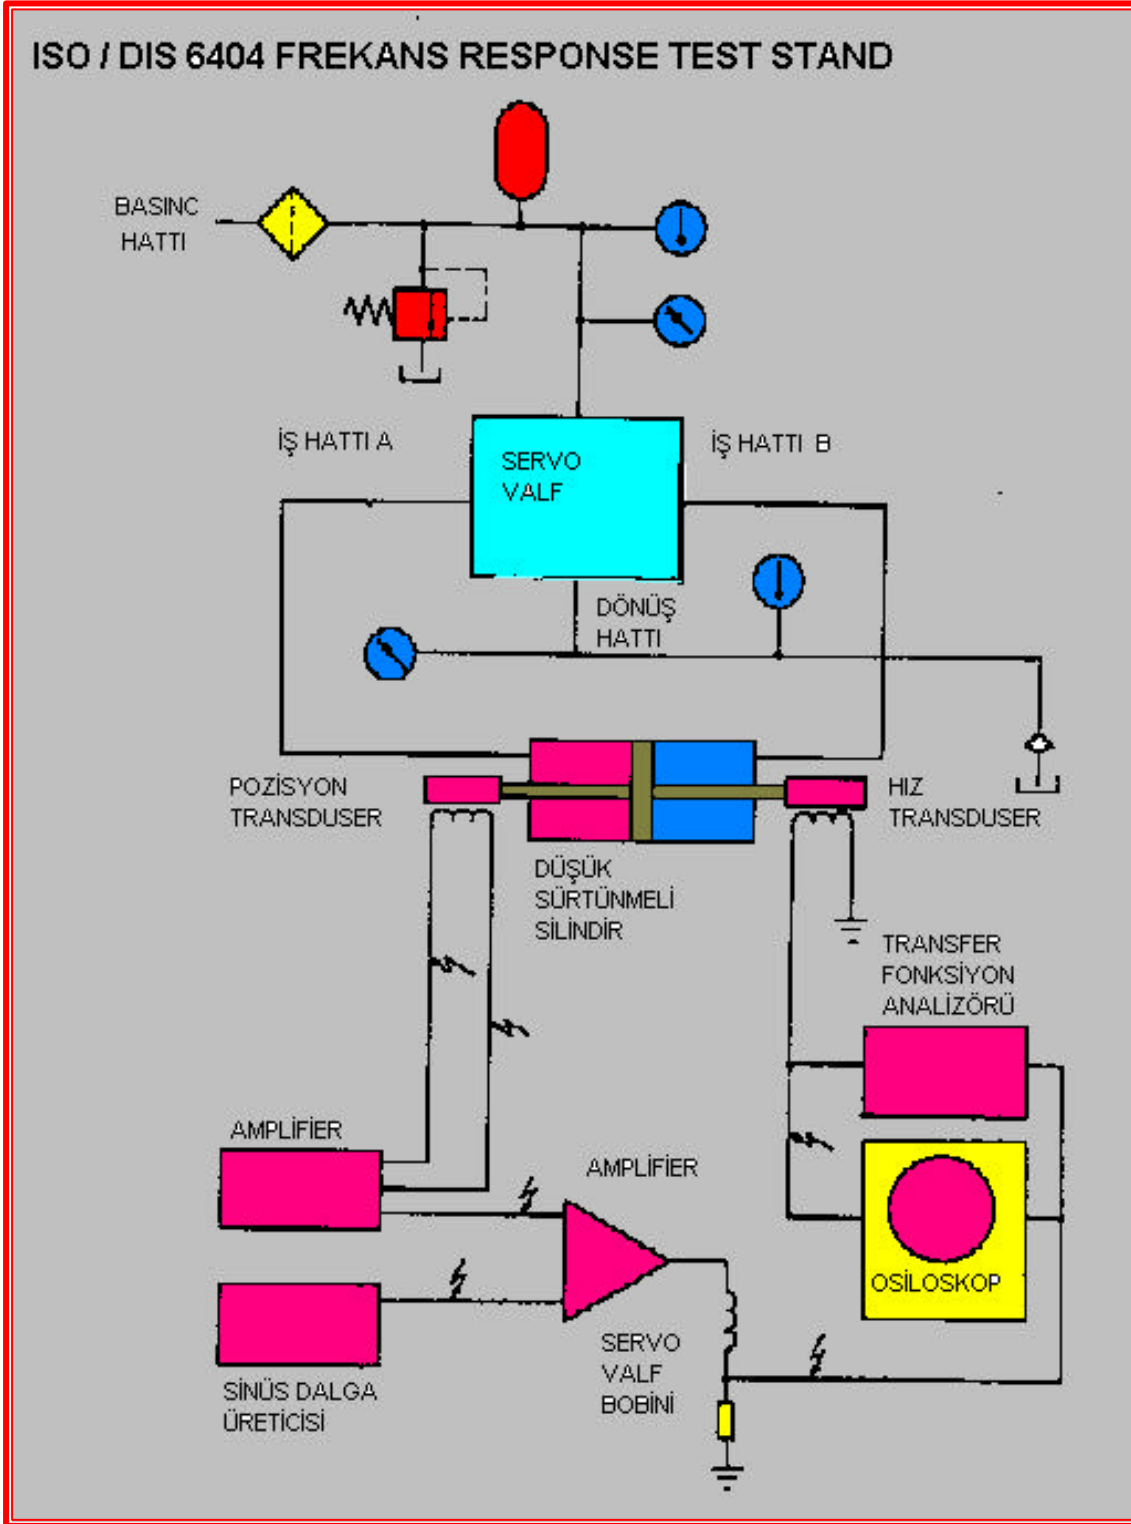 ISO / DIS 6404 FREKANS RESPONSE TEST STAND
BASINC
HATTI
İŞ HATTI A
İŞ HATTI B
SERVO
VALF
DÖNÜŞ
HATTI
POZİSYON
TRANSDUSER
HIZ
TRANSDUSER
DÜŞÜK
SÜRTÜNMELİ
SİLİNDİR
TRANSFER
FONKSİYON
ANALİZÖRÜ
AMPLİFİER
AMPLİFİER
OSİLOSKOP
SİNÜS DALGA
ÜRETİCİSİ
SERVO
VALF
BOBİNİ